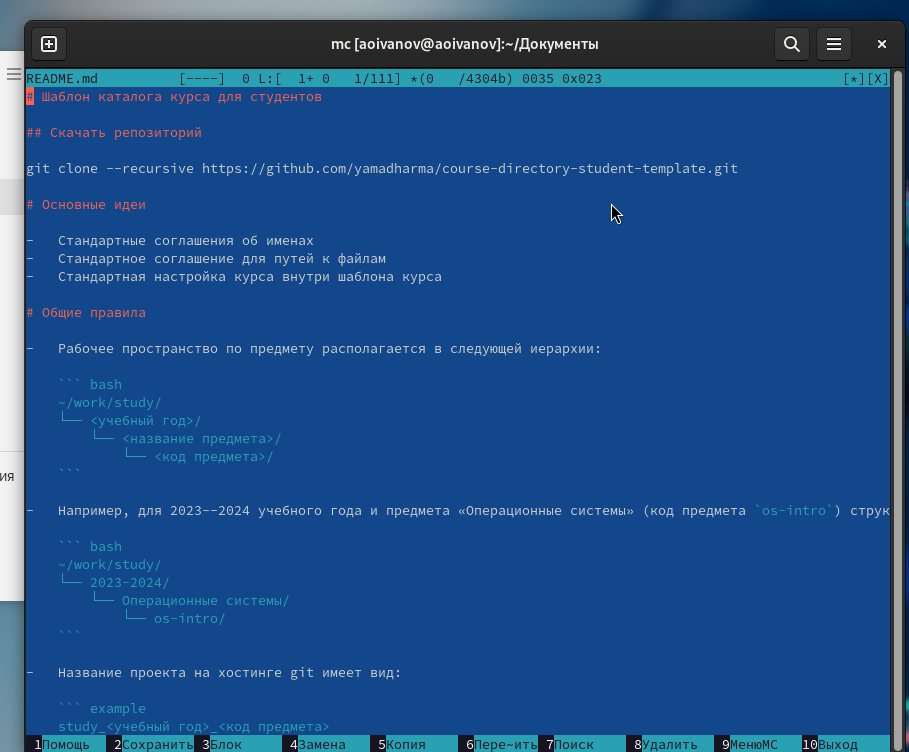 mc [aoivanov@aoivanov]:~/Документы
README.md [----] 0 L:[ 1+ 0 1/111] *(0 /4304b) 0035 0x023 [*][X]
# Шаблон каталога курса для студентов
## Скачать репозиторий
git clone --recursive https://github.com/yamadharma/course-directory-student-template.git
# Основные идеи
- Стандартные соглашения об именах
- Стандартное соглашение для путей к файлам
- Стандартная настройка курса внутри шаблона курса
# Общие правила
- Рабочее пространство по предмету располагается в следующей иерархии:
``` bash
~/work/study/
└── <учебный год>/
└── <название предмета>/
└── <код предмета>/
```
- Например, для 2023--2024 учебного года и предмета «Операционные системы» (код предмета `os-intro`) струк
``` bash
~/work/study/
└── 2023-2024/
└── Операционные системы/
└── os-intro/
```
- Название проекта на хостинге git имеет вид:
``` example
study_<учебный год>_<код предмета>
ия
1Помощь 2Сохранить 3Блок 4Замена 5Копия 6Пере~ить 7Поиск 8Удалить 9МенюMC 10Выход